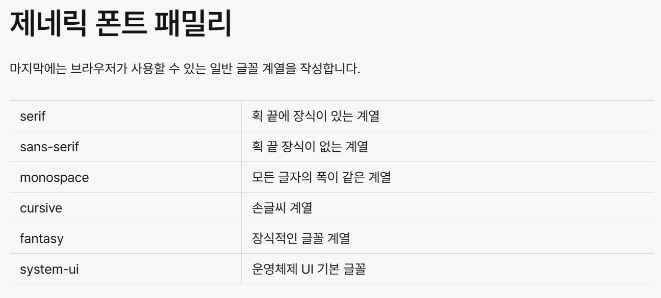 제네릭 폰트 패밀리
마지막에는 브라우저가 사용할 수 있는 일반 글꼴 계열을 작성합니다.
serif 획 끝에 장식이 있는 계열
sans-serif 획 끝 장식이 없는 계열
monospace 모든 글자의 폭이 같은 계열
cursive 손글씨 계열
fantasy 장식적인 글꼴 계열
system-ui 운영체제 UI 기본 글꼴